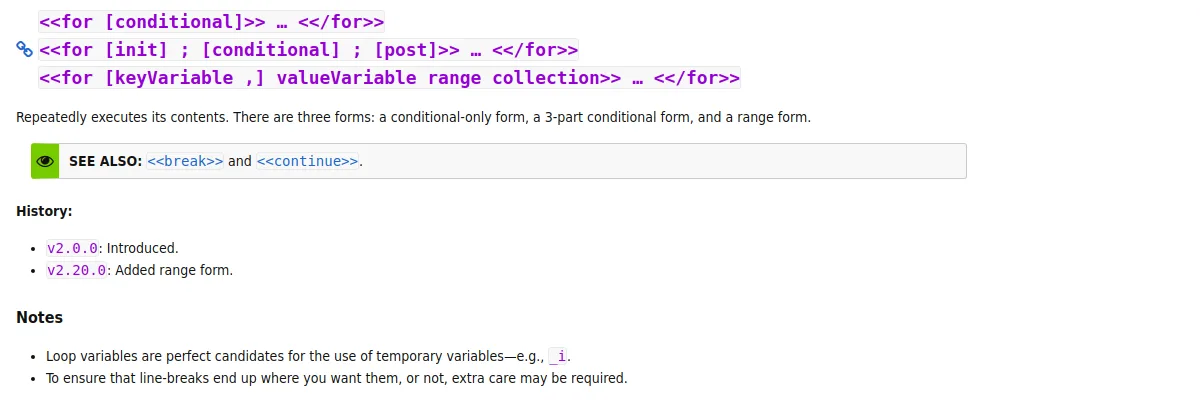 <<for [conditional]>> … <</for>>
<<for [init] ; [conditional] ; [post]>> … <</for>>
<<for [keyVariable ,] valueVariable range collection>> … <</for>>
Repeatedly executes its contents. There are three forms: a conditional-only form, a 3-part conditional form, and a range form.
SEE ALSO: <<break>> and <<continue>>.
History:
• v2.0.0: Introduced.
• v2.20.0: Added range form.
Notes
• Loop variables are perfect candidates for the use of temporary variables—e.g., _i.
• To ensure that line-breaks end up where you want them, or not, extra care may be required.